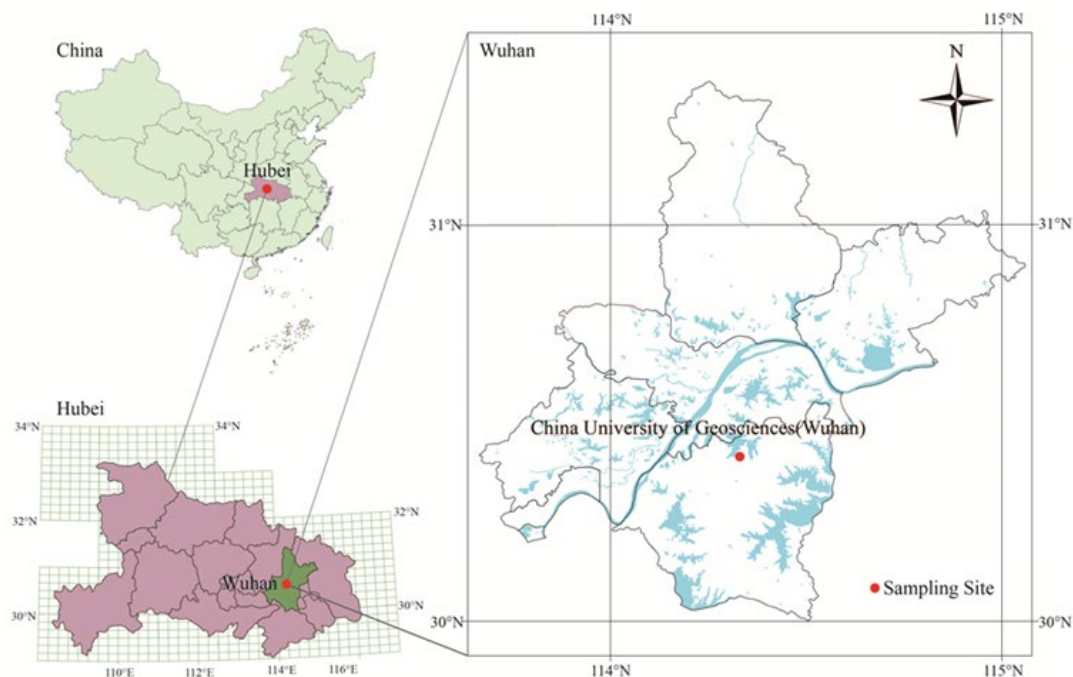 China
Hubei
Wuhan
114°N
115°N
N
31°N
31°N
China University of Geosciences(Wuhan)
Sampling Site
30°N
30°N
114°N
115°N
Hubei
34°N
34°N
32°N
32°N
Wuhan
30°N
30°N
110°E
112°E
114°E
116°E